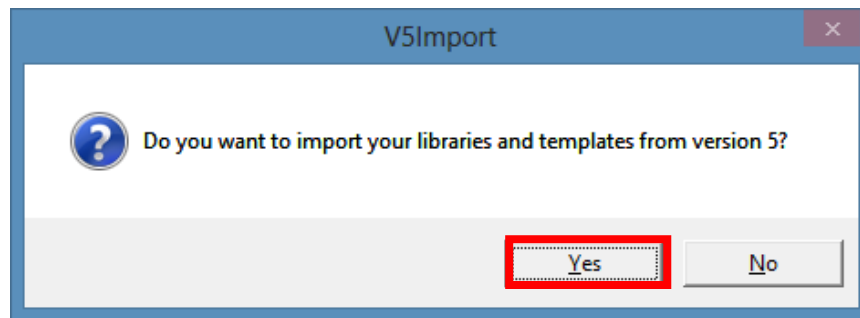 V5Import
Do you want to import your libraries and templates from version 5?
Yes
No